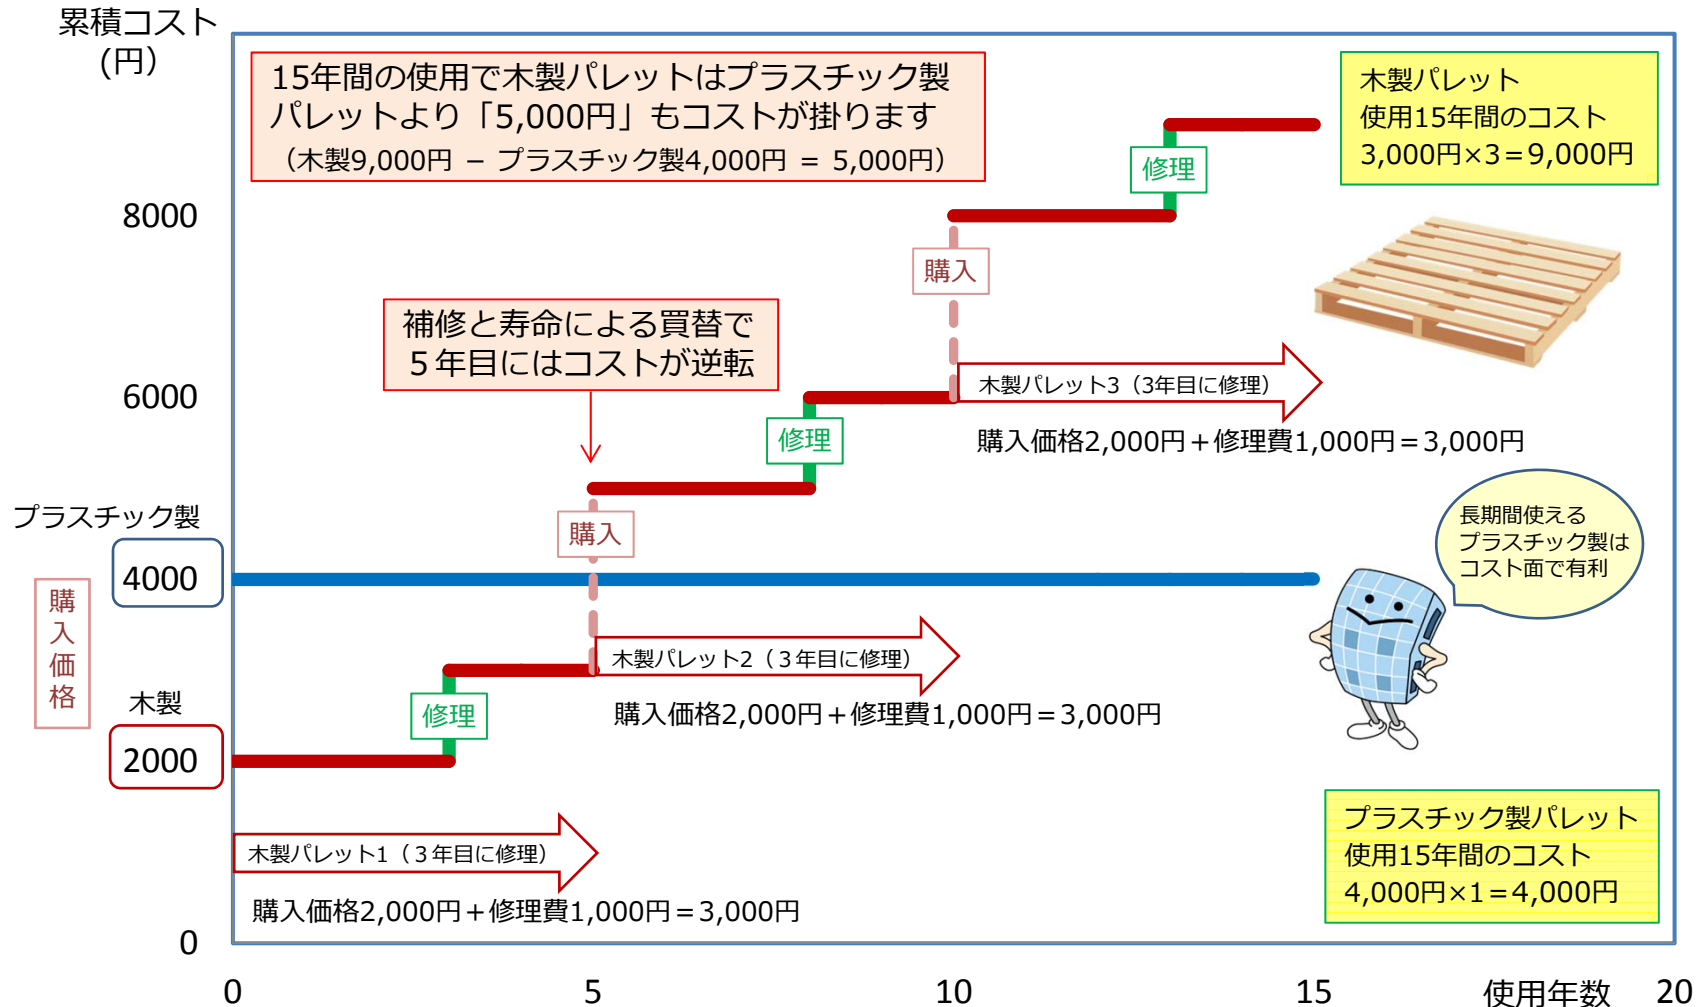 累積コスト
(円)
15年間の使用で木製パレットはプラスチック製
パレットより「5,000円」もコストが掛ります
（木製9,000円 － プラスチック製4,000円 ＝ 5,000円）
木製パレット
使用15年間のコスト
3,000円×3＝9,000円
修理
8000
購入
補修と寿命による買替で
５年目にはコストが逆転
木製パレット3（3年目に修理）
6000
修理
購入価格2,000円＋修理費1,000円＝3,000円
プラスチック製
購入
長期間使える
プラスチック製は
コスト面で有利
4000
購入価格
木製パレット2（３年目に修理）
木製
修理
購入価格2,000円＋修理費1,000円＝3,000円
2000
プラスチック製パレット
使用15年間のコスト
4,000円×1＝4,000円
木製パレット1（３年目に修理）
購入価格2,000円＋修理費1,000円＝3,000円
0
0 5 10 15 使用年数 20